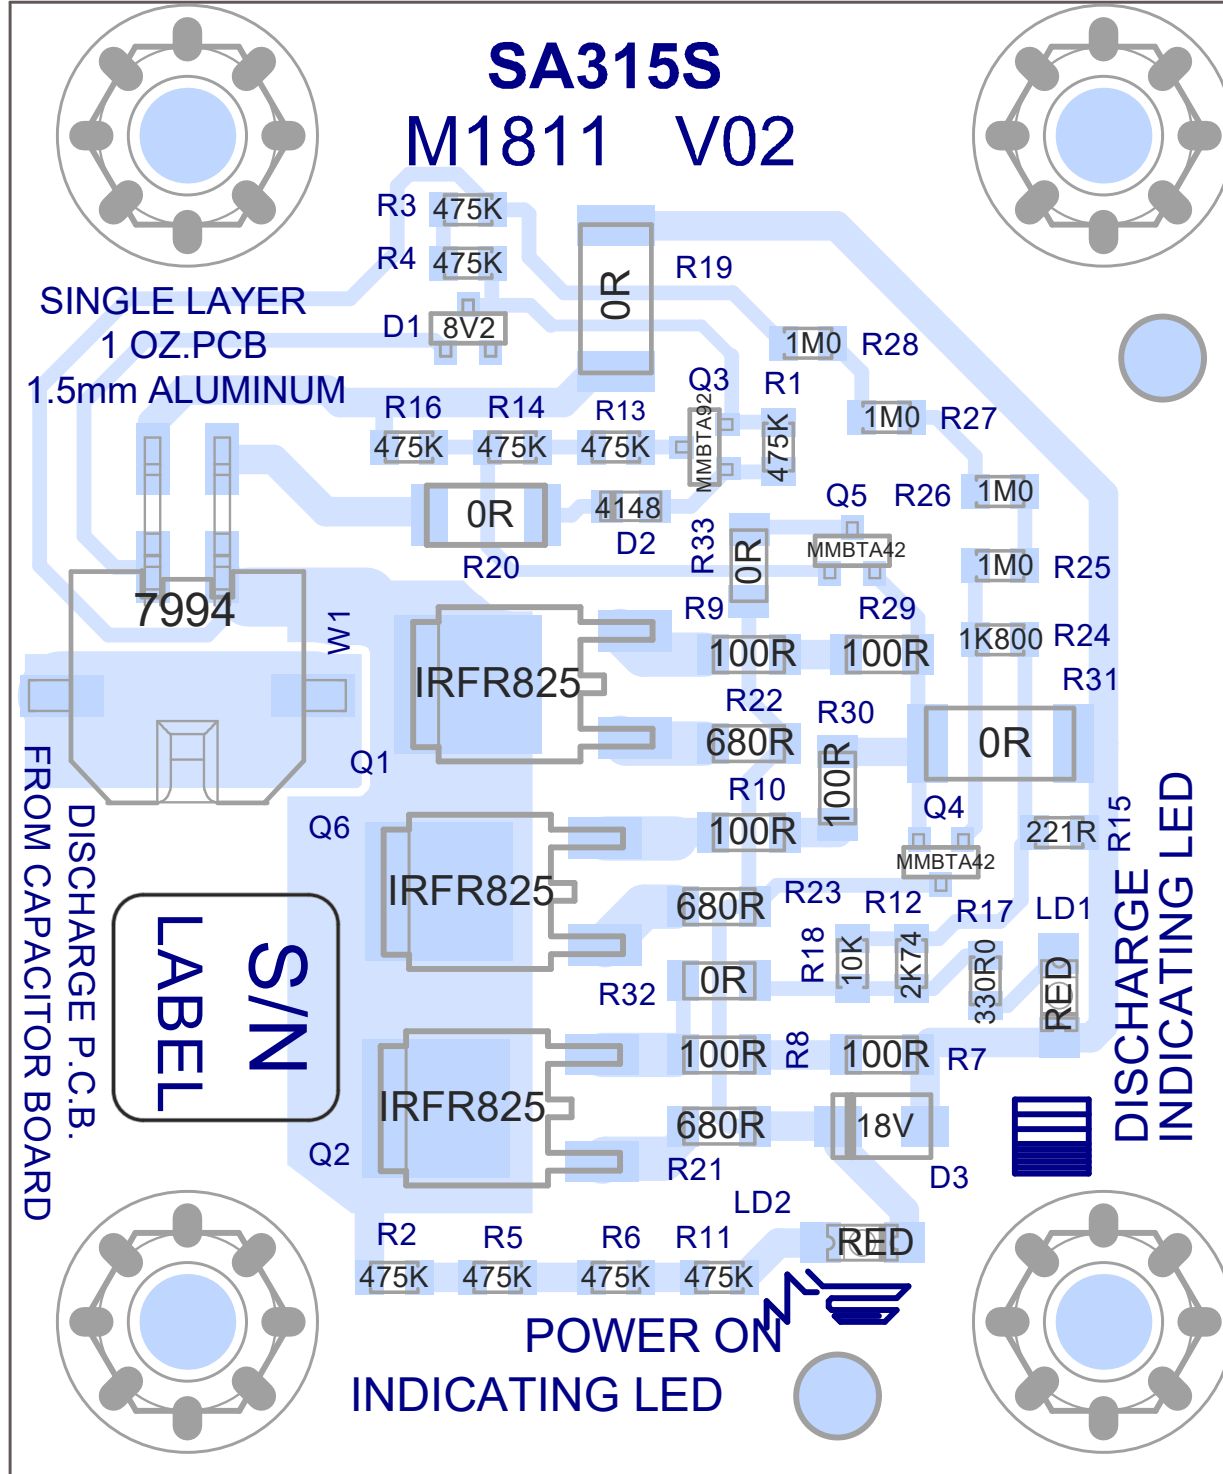 SA315S
M1811 V02
R3 475K
R4 475K
0R R19
SINGLE LAYER
1 OZ.PCB
1.5mm ALUMINUM
D1 8V2
1M0 R28
Q3 R1
MMBTA92
475K
1M0 R27
R16 R14 R13
475K 475K 475K
R26 1M0
0R
R20
4148
D2
R33
0R
Q5
MMBTA42
1M0 R25
7994
W1
R9 R29
100R 100R
1K800 R24
R31
0R
IRFR825
Q1
R22
680R
R30
100R
R10
100R
Q4
MMBTA42
221R
R15
Q6
IRFR825
680R
R23 R12 R17 LD1
R18
10K
2K74
330R0
RED
R32
0R
100R
R8
100R R7
IRFR825
Q2
680R
R21
18V
D3
LD2
RED
R2 R5 R6 R11
475K 475K 475K 475K
POWER ON
INDICATING LED
DISCHARGE P.C.B.
FROM CAPACITOR BOARD
S/N
LABEL
DISCHARGE
INDICATING LED